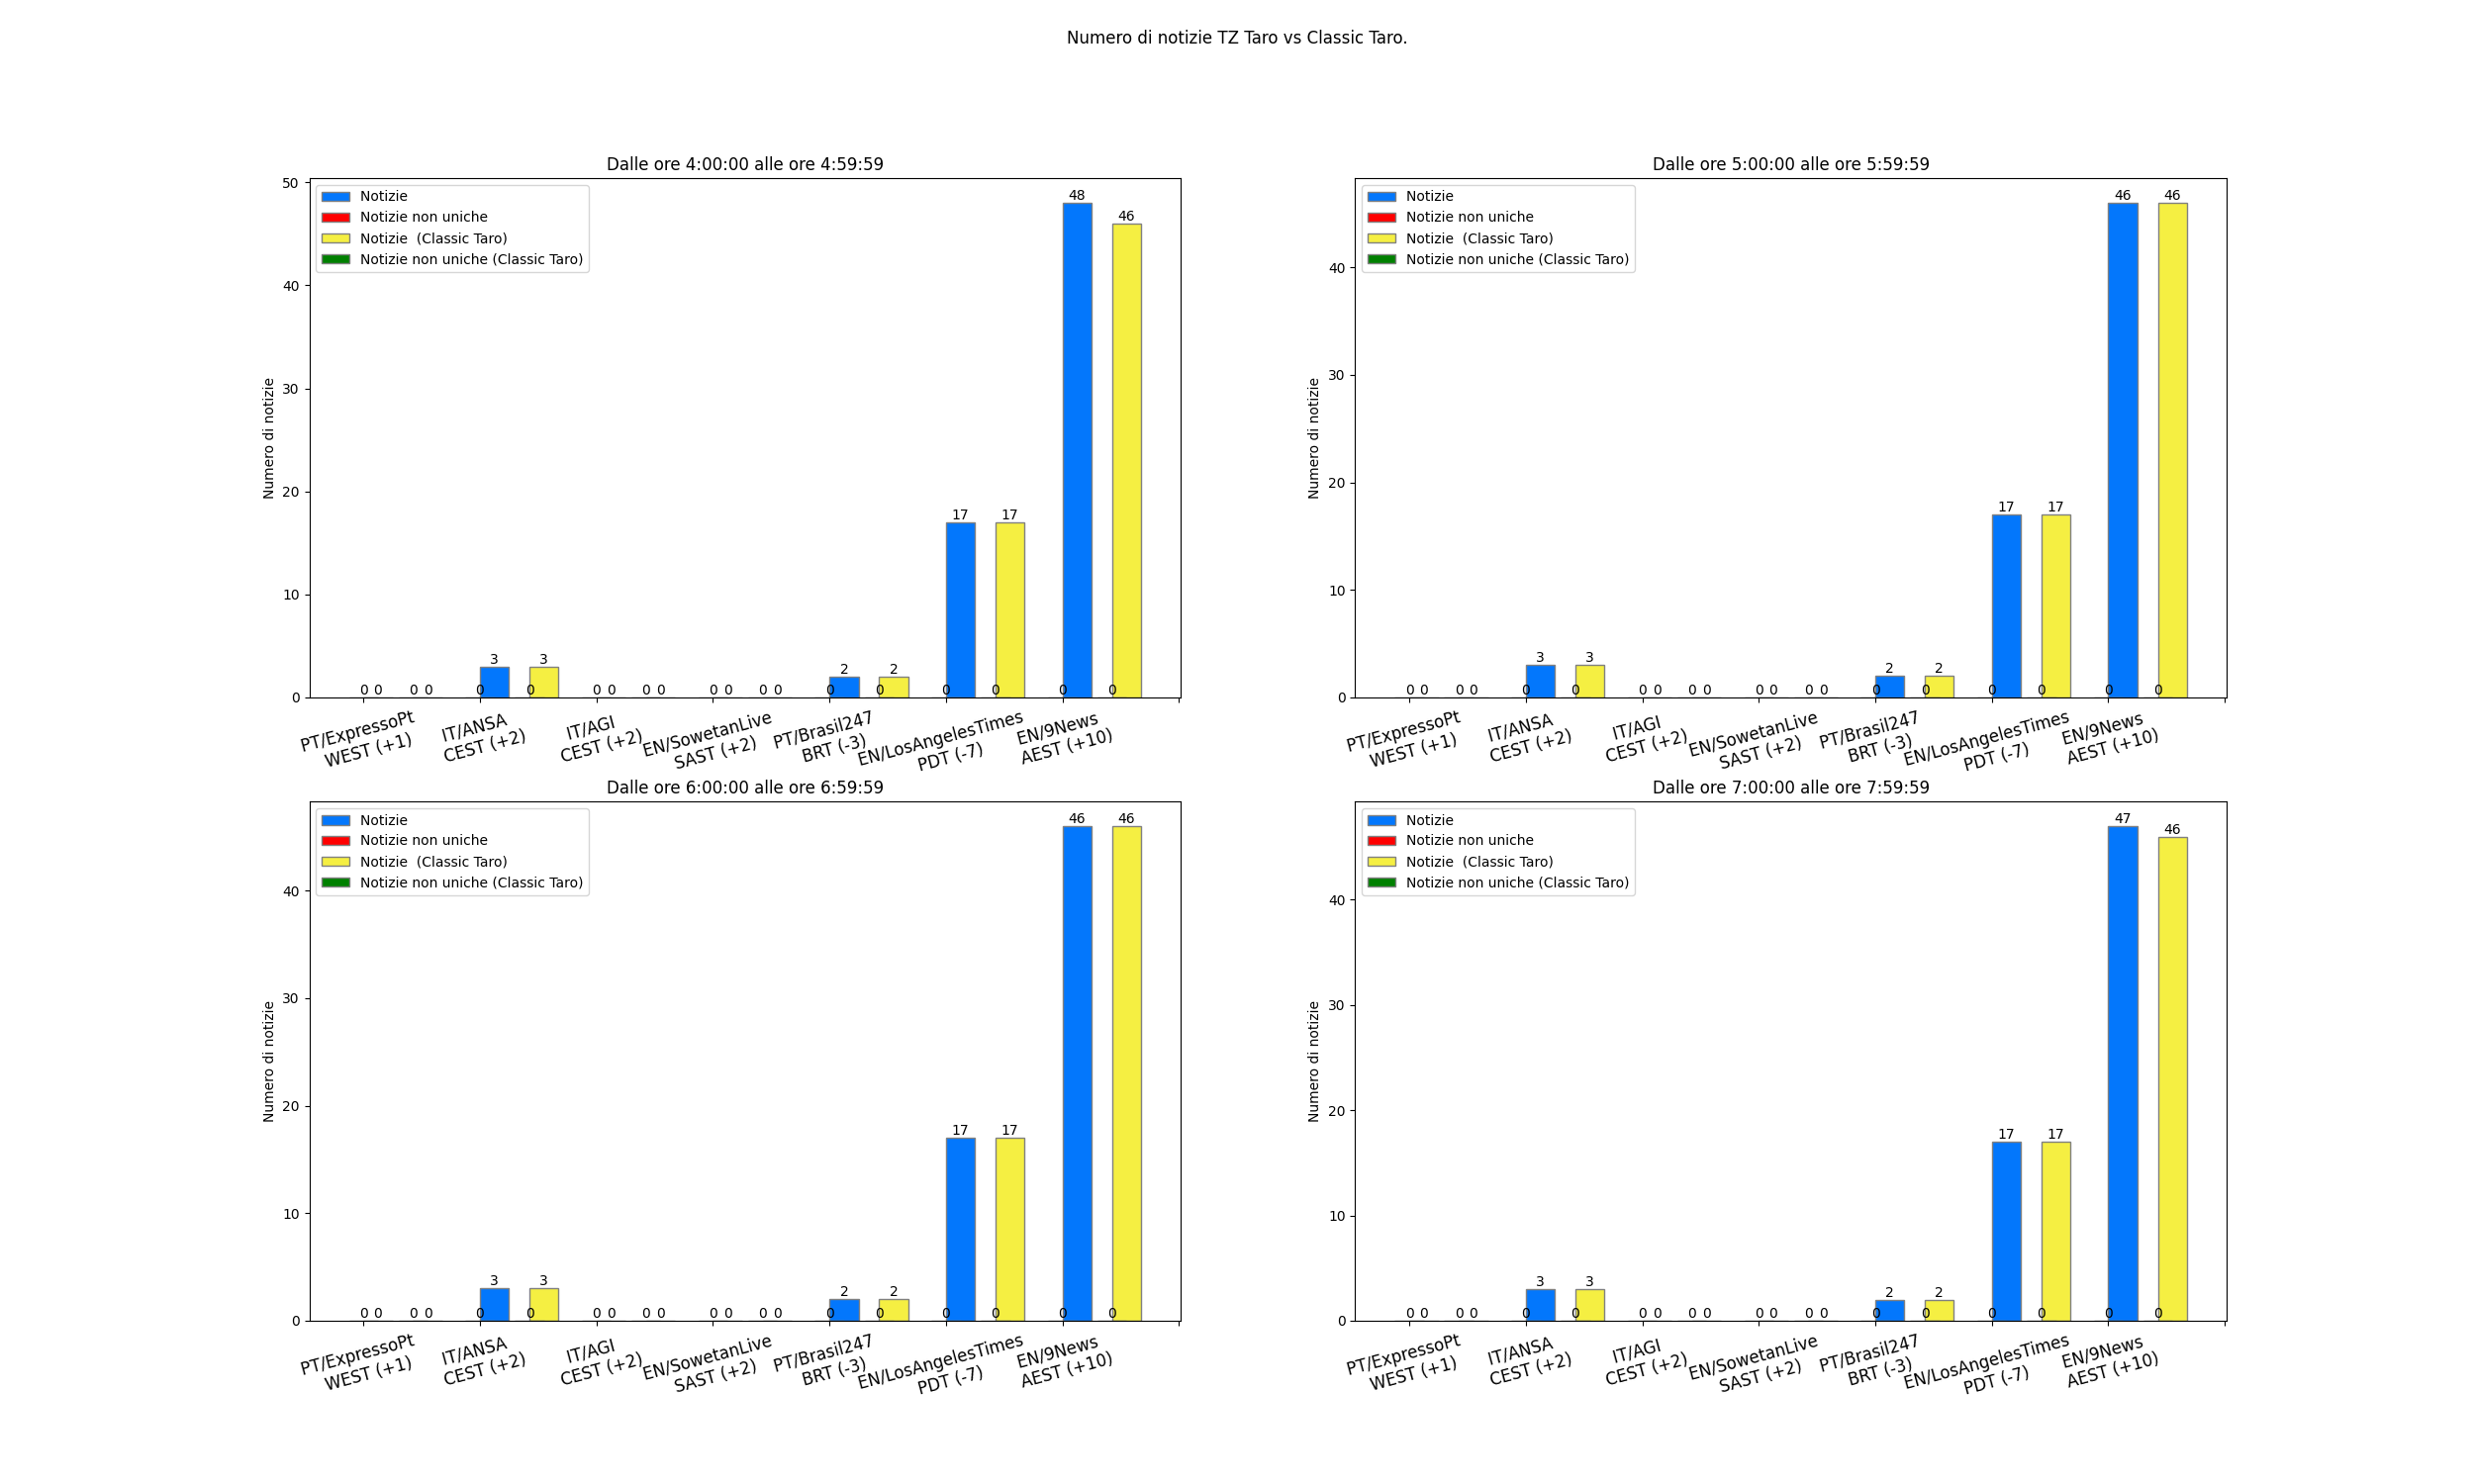 Numero di notizie TZ Taro vs Classic Taro.
Dalle ore 4:00:00 alle ore 4:59:59
Numero di notizie
50
40
30
20
10
0
Notizie
Notizie non uniche
Notizie  (Classic Taro)
Notizie non uniche (Classic Taro)
48
46
17 17
3 3 2 2
0 0 0 0 0 0 0 0 0 0 0 0 0 0 0 0 0 0 0 0
PT/ExpressoPt
WEST (+1)
IT/ANSA
CEST (+2)
IT/AGI
CEST (+2)
EN/SowetanLive
SAST (+2)
PT/Brasil247
BRT (-3)
EN/LosAngelesTimes
PDT (-7)
EN/9News
AEST (+10)
Dalle ore 5:00:00 alle ore 5:59:59
Numero di notizie
40
30
20
10
0
Notizie
Notizie non uniche
Notizie  (Classic Taro)
Notizie non uniche (Classic Taro)
46 46
17 17
3 3 2 2
0 0 0 0 0 0 0 0 0 0 0 0 0 0 0 0 0 0 0 0
PT/ExpressoPt
WEST (+1)
IT/ANSA
CEST (+2)
IT/AGI
CEST (+2)
EN/SowetanLive
SAST (+2)
PT/Brasil247
BRT (-3)
EN/LosAngelesTimes
PDT (-7)
EN/9News
AEST (+10)
Dalle ore 6:00:00 alle ore 6:59:59
Numero di notizie
40
30
20
10
0
Notizie
Notizie non uniche
Notizie  (Classic Taro)
Notizie non uniche (Classic Taro)
46 46
17 17
3 3 2 2
0 0 0 0 0 0 0 0 0 0 0 0 0 0 0 0 0 0 0 0
PT/ExpressoPt
WEST (+1)
IT/ANSA
CEST (+2)
IT/AGI
CEST (+2)
EN/SowetanLive
SAST (+2)
PT/Brasil247
BRT (-3)
EN/LosAngelesTimes
PDT (-7)
EN/9News
AEST (+10)
Dalle ore 7:00:00 alle ore 7:59:59
Numero di notizie
40
30
20
10
0
Notizie
Notizie non uniche
Notizie  (Classic Taro)
Notizie non uniche (Classic Taro)
47
46
17 17
3 3 2 2
0 0 0 0 0 0 0 0 0 0 0 0 0 0 0 0 0 0 0 0
PT/ExpressoPt
WEST (+1)
IT/ANSA
CEST (+2)
IT/AGI
CEST (+2)
EN/SowetanLive
SAST (+2)
PT/Brasil247
BRT (-3)
EN/LosAngelesTimes
PDT (-7)
EN/9News
AEST (+10)